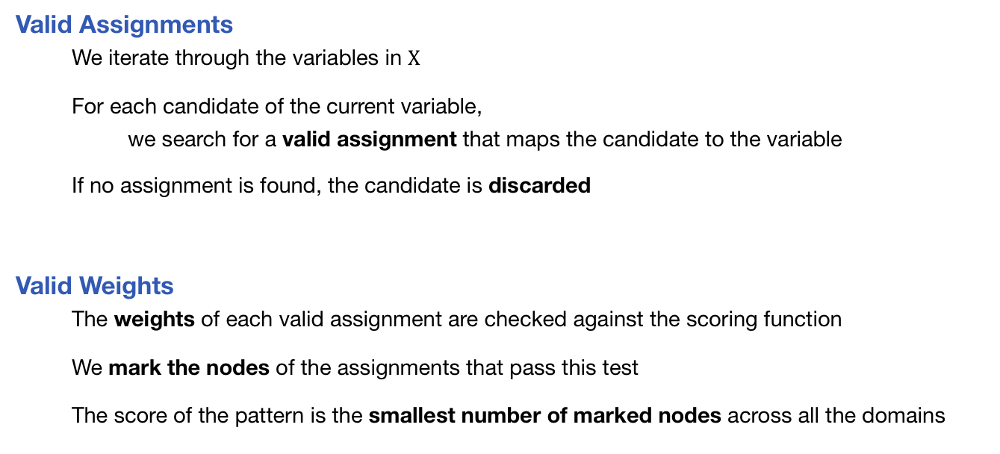 Valid Assignments
We iterate through the variables in X
For each candidate of the current variable,
we search for a valid assignment that maps the candidate to the variable
If no assignment is found, the candidate is discarded
Valid Weights
The weights of each valid assignment are checked against the scoring function
We mark the nodes of the assignments that pass this test
The score of the pattern is the smallest number of marked nodes across all the domains